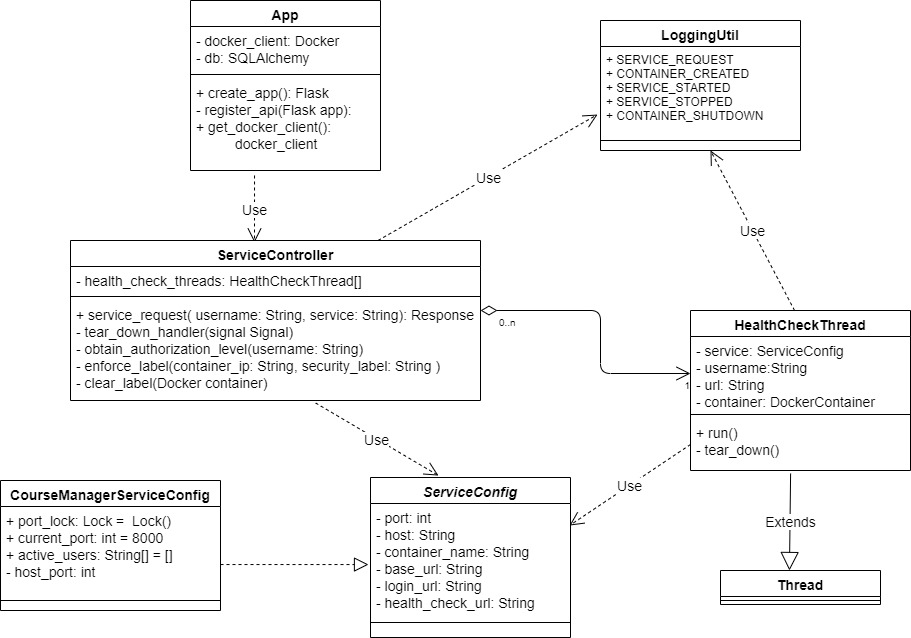 App
- docker_client: Docker
- db: SQLAlchemy
+ create_app(): Flask
- register_api(Flask app):
+ get_docker_client():
docker_client
LoggingUtil
+ SERVICE_REQUEST
+ CONTAINER_CREATED
+ SERVICE_STARTED
+ SERVICE_STOPPED
+ CONTAINER_SHUTDOWN
Use
Use
Use
ServiceController
- health_check_threads: HealthCheckThread[]
+ service_request( username: String, service: String): Response
- tear_down_handler(signal Signal)
- obtain_authorization_level(username: String)
- enforce_label(container_ip: String, security_label: String )
- clear_label(Docker container)
0..n
1
HealthCheckThread
- service: ServiceConfig
- username:String
- url: String
- container: DockerContainer
+ run()
- tear_down()
Use
Use
Extends
CourseManagerServiceConfig
+ port_lock: Lock =  Lock()
+ current_port: int = 8000
+ active_users: String[] = []
- host_port: int
ServiceConfig
- port: int
- host: String
- container_name: String
- base_url: String
- login_url: String
- health_check_url: String
Thread